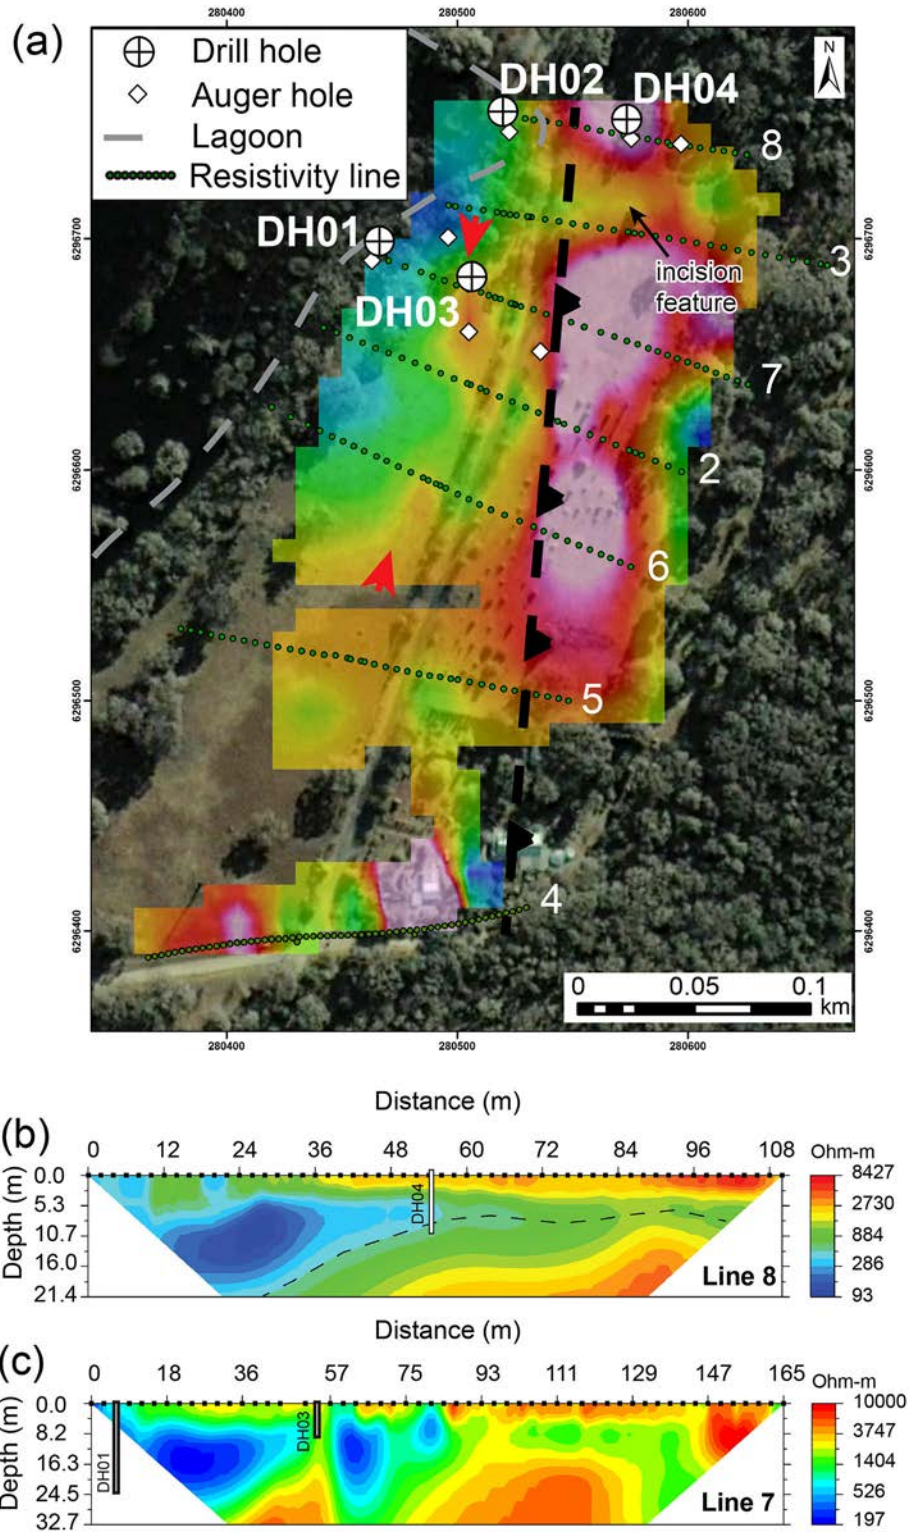 280400 280500 280600
(a)
Drill hole
Auger hole
Lagoon
Resistivity line
N
DH02
DH04
8
DH01
3
incision
feature
DH03
7
2
6
5
4
6296700
6296600
6296500
6296400
6296700
6296600
6296500
6296400
0 0.05 0.1
km
280400 280500 280600
Distance (m)
(b)
0 12 24 36 48 60 72 84 96 108
Ohm-m
Depth (m)
0.0
5.3
10.7
16.0
21.4
DH04
Line 8
8427
2730
884
286
93
Distance (m)
(c)
0 18 36 57 75 93 111 129 147 165
Ohm-m
Depth (m)
0.0
8.2
16.3
24.5
32.7
DH01
DH03
Line 7
10000
3747
1404
526
197